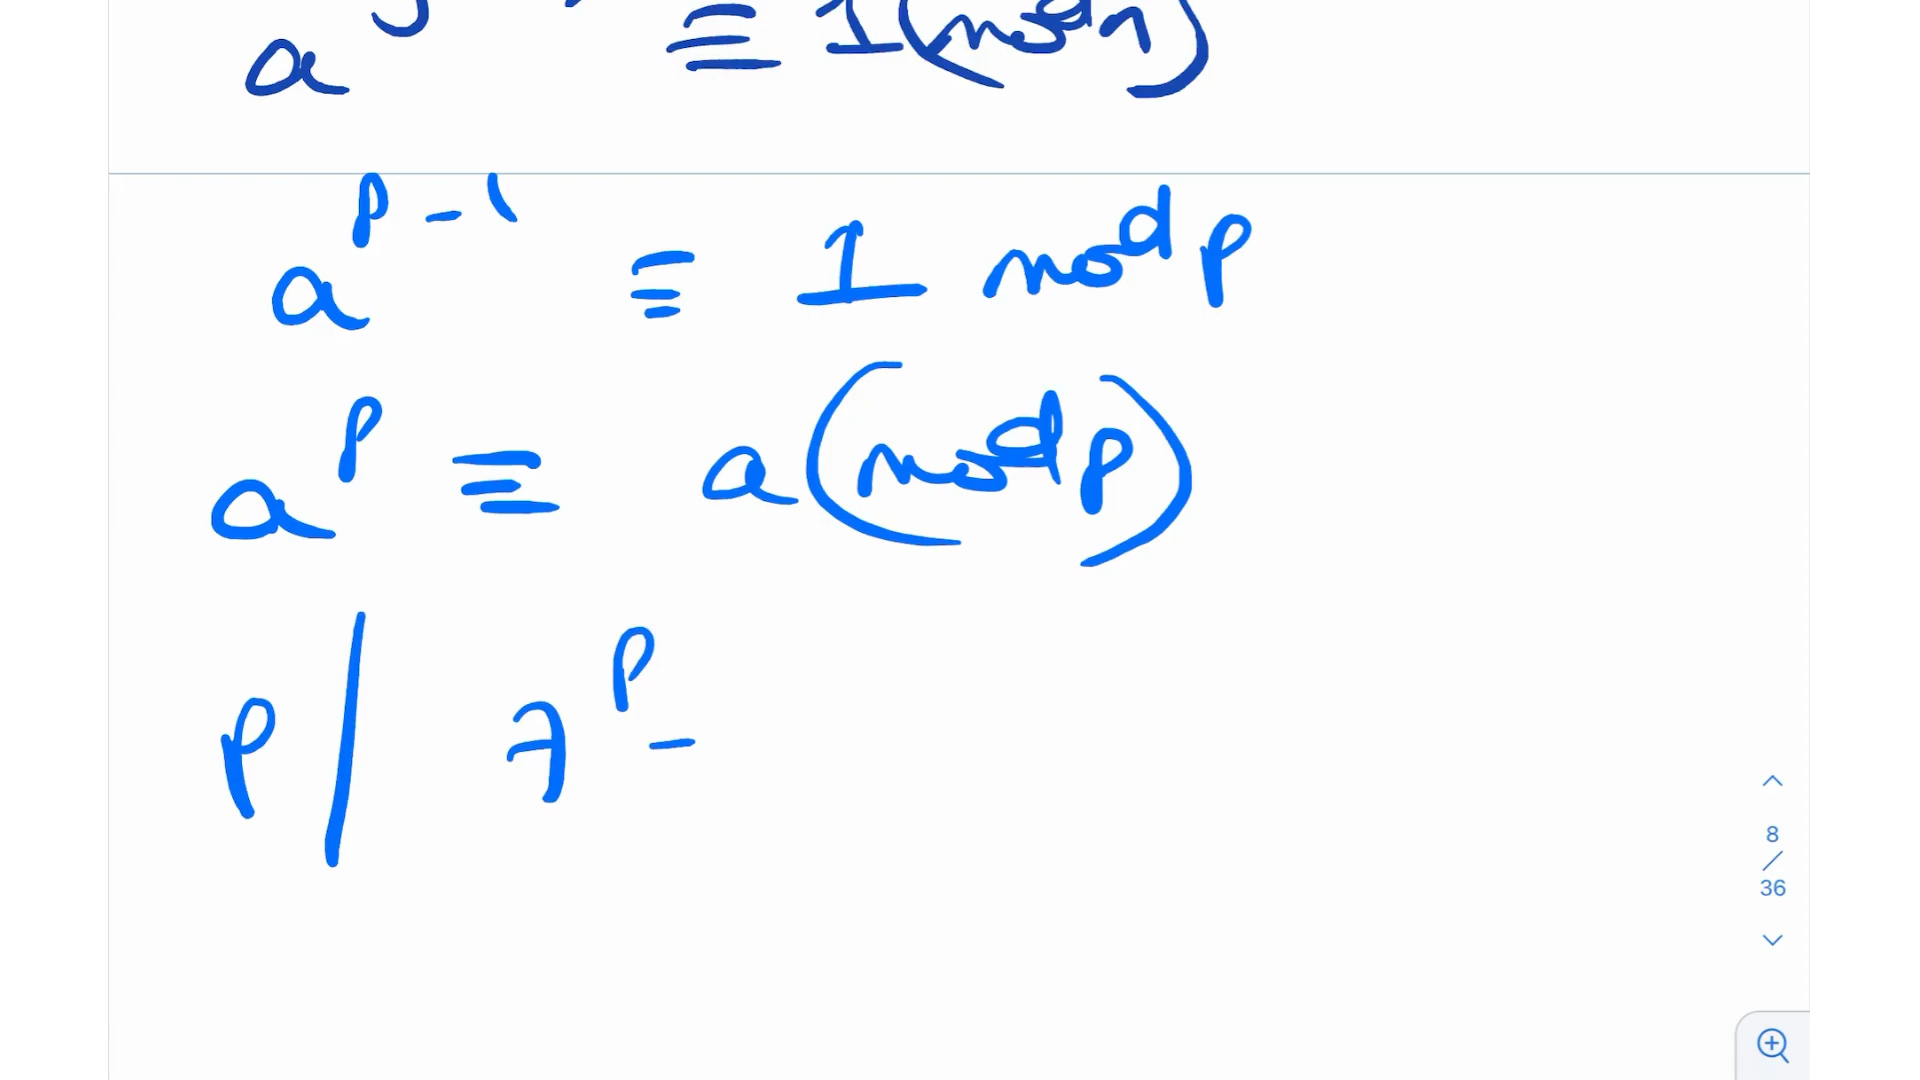 a ≡ 1 (mod n)
a^{p-1} ≡ 1 mod p
a^p ≡ a (mod p)
p | 7^p -
8
/
36